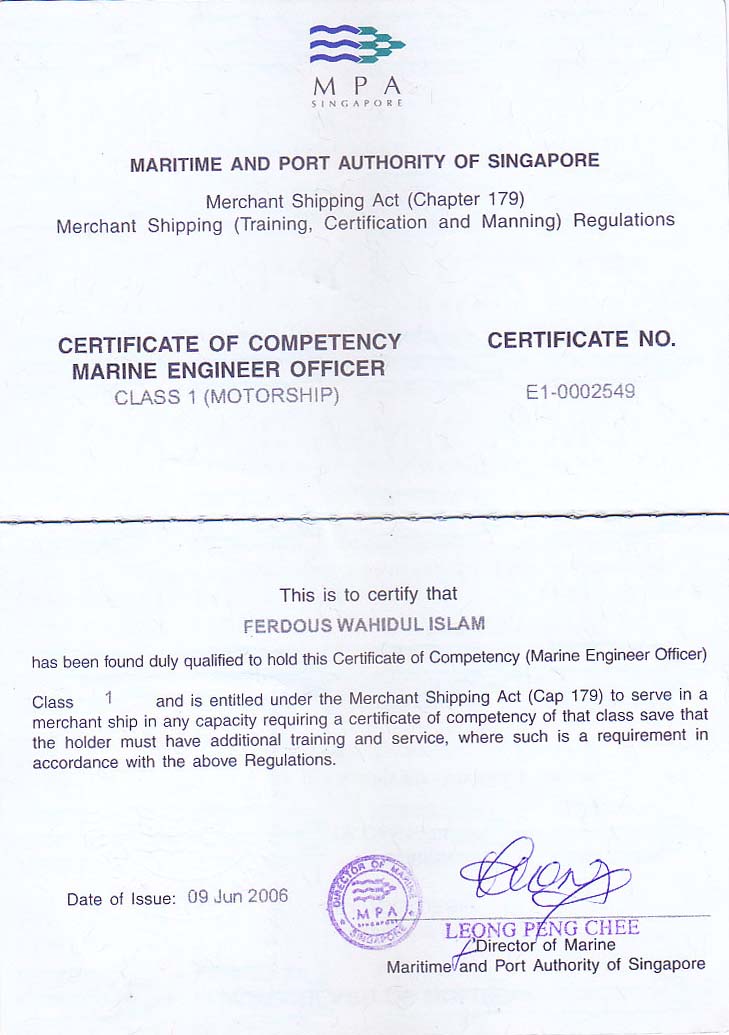 MPA
SINGAPORE
MARITIME AND PORT AUTHORITY OF SINGAPORE
Merchant Shipping Act (Chapter 179)
Merchant Shipping (Training, Certification and Manning) Regulations
CERTIFICATE OF COMPETENCY
MARINE ENGINEER OFFICER
CLASS 1 (MOTORSHIP)
CERTIFICATE NO.
E1-0002549
This is to certify that
FERDOUS WAHIDUL ISLAM
has been found duly qualified to hold this Certificate of Competency (Marine Engineer Officer)
Class 1 and is entitled under the Merchant Shipping Act (Cap 179) to serve in a
merchant ship in any capacity requiring a certificate of competency of that class save that
the holder must have additional training and service, where such is a requirement in
accordance with the above Regulations.
Date of Issue: 09 Jun 2006
DIRECTOR OF MARINE
MPA
SINGAPORE
SINGAPORE
LEONG PENG CHEE
Director of Marine
Maritime and Port Authority of Singapore